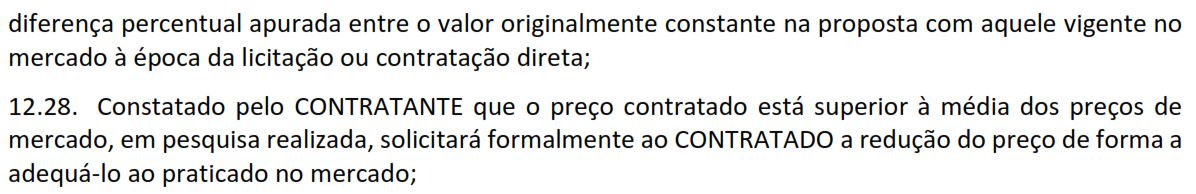 diferença percentual apurada entre o valor originalmente constante na proposta com aquele vigente no
mercado à época da licitação ou contratação direta;
12.28. Constatado pelo CONTRATANTE que o preço contratado está superior à média dos preços de
mercado, em pesquisa realizada, solicitará formalmente ao CONTRATADO a redução do preço de forma a
adequá-lo ao praticado no mercado;